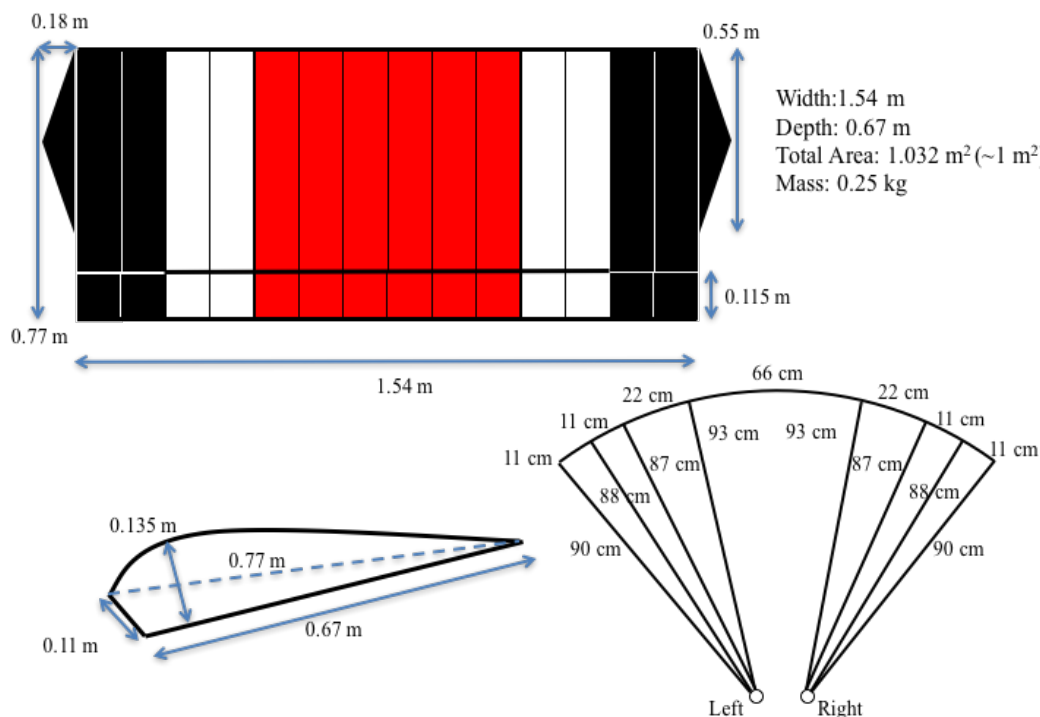 0.18 m
0.55 m
Width:1.54 m
Depth: 0.67 m
Total Area: 1.032 m² (~1 m²)
Mass: 0.25 kg
0.115 m
0.77 m
1.54 m
66 cm
22 cm
22 cm
11 cm
11 cm
93 cm
93 cm
11 cm
11 cm
87 cm
87 cm
88 cm
88 cm
0.135 m
90 cm
90 cm
0.77 m
0.67 m
0.11 m
Left
Right